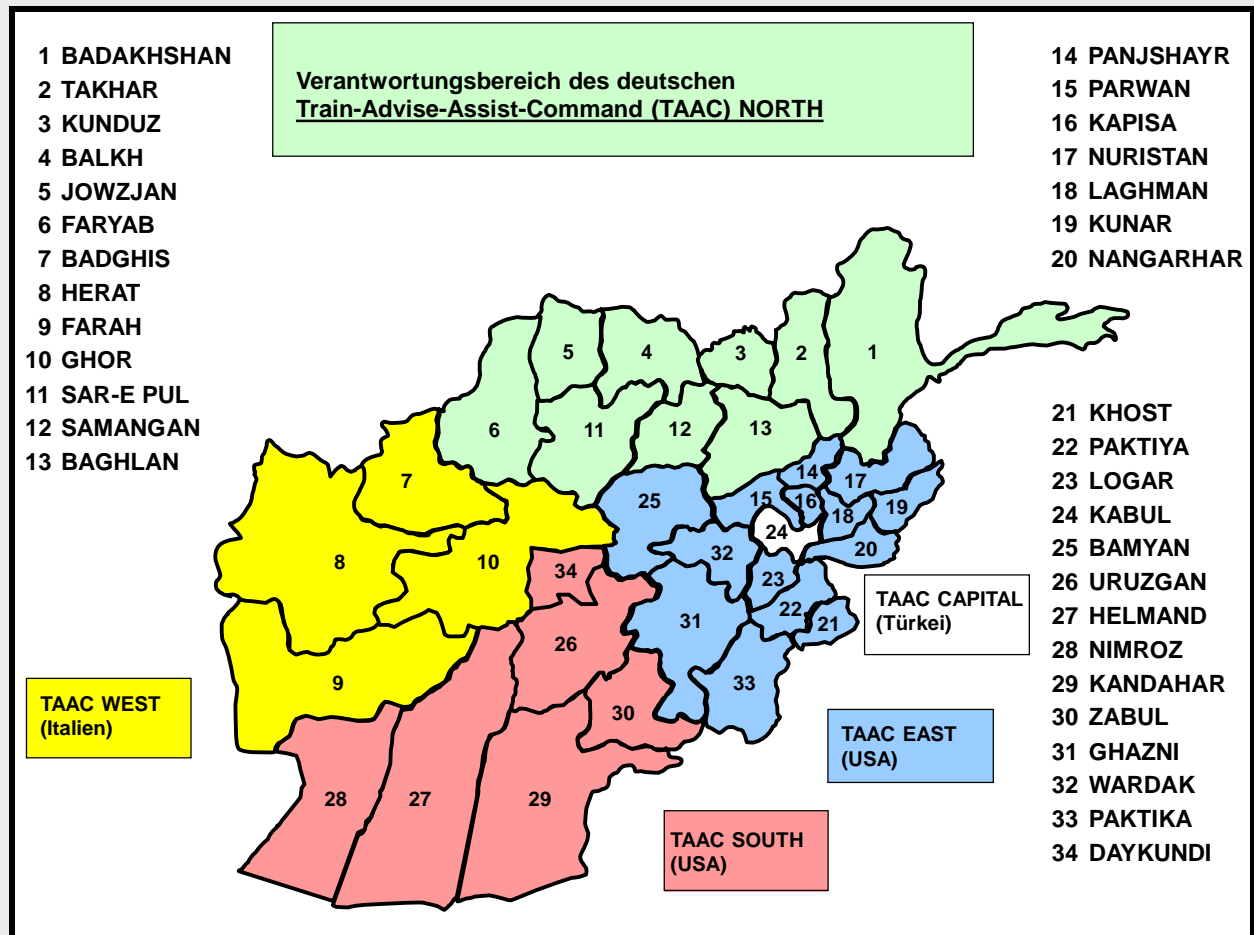 1 BADAKHSHAN
2 TAKHAR
3 KUNDUZ
4 BALKH
5 JOWZJAN
6 FARYAB
7 BADGHIS
8 HERAT
9 FARAH
10 GHOR
11 SAR-E PUL
12 SAMANGAN
13 BAGHLAN
Verantwortungsbereich des deutschen
Train-Advise-Assist-Command (TAAC) NORTH
14 PANJSHAYR
15 PARWAN
16 KAPISA
17 NURISTAN
18 LAGHMAN
19 KUNAR
20 NANGARHAR
21 KHOST
22 PAKTIYA
23 LOGAR
24 KABUL
25 BAMYAN
26 URUZGAN
27 HELMAND
28 NIMROZ
29 KANDAHAR
30 ZABUL
31 GHAZNI
32 WARDAK
33 PAKTIKA
34 DAYKUNDI
1
2
3
4
5
6
11
12
13
7
14
17
25
15
16
19
18
8
10
24
20
32
34
23
22
21
31
26
9
33
30
28
27
29
TAAC CAPITAL
(Türkei)
TAAC WEST
(Italien)
TAAC EAST
(USA)
TAAC SOUTH
(USA)